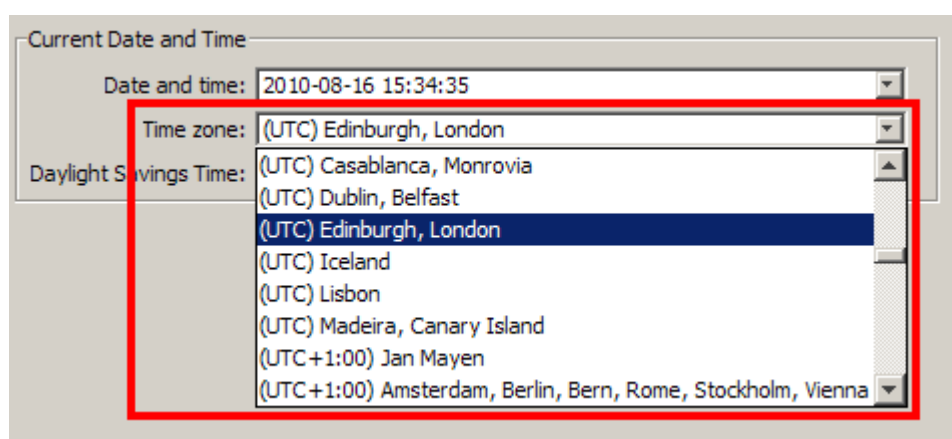 Current Date and Time
Date and time: 2010-08-16 15:34:35
Time zone: (UTC) Edinburgh, London
Daylight Savings Time: (UTC) Casablanca, Monrovia
(UTC) Dublin, Belfast
(UTC) Edinburgh, London
(UTC) Iceland
(UTC) Lisbon
(UTC) Madeira, Canary Island
(UTC+1:00) Jan Mayen
(UTC+1:00) Amsterdam, Berlin, Bern, Rome, Stockholm, Vienna